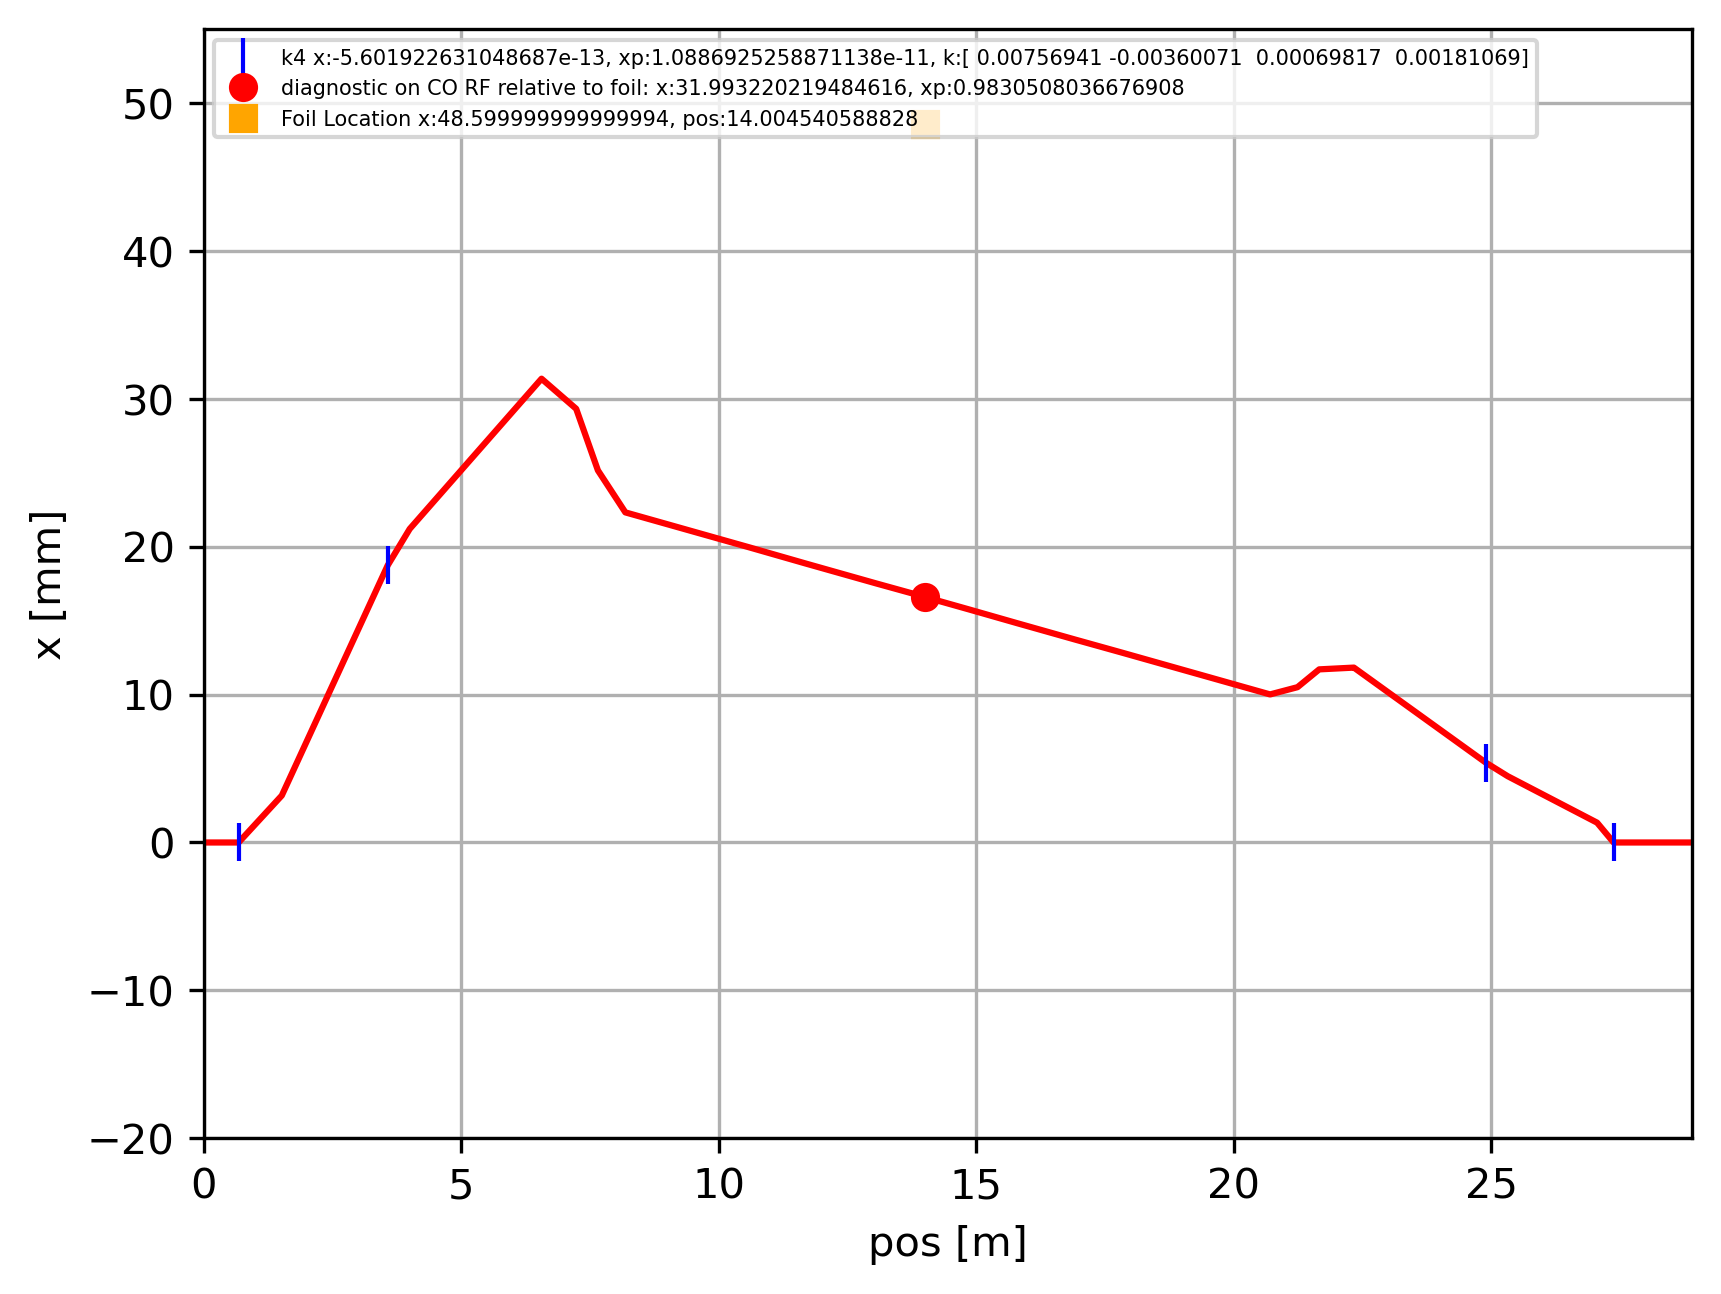 k4 x:-5.601922631048687e-13, xp:1.0886925258871138e-11, k:[ 0.00756941 -0.00360071  0.00069817  0.00181069]
diagnostic on CO RF relative to foil: x:31.993220219484616, xp:0.9830508036676908
Foil Location x:48.599999999999994, pos:14.004540588828
50
40
30
20
10
0
−10
−20
x [mm]
0 5 10 15 20 25
pos [m]